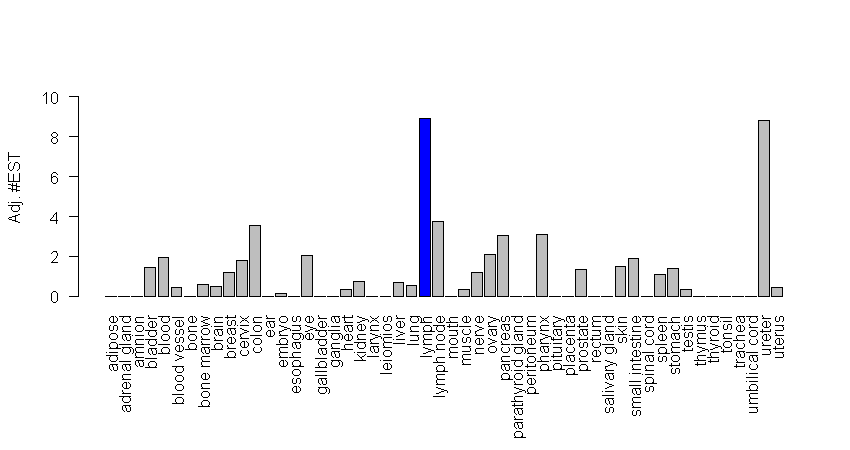 10
8
6
4
2
0
Adj. #EST
adipose
adrenal gland
amnion
bladder
blood
blood vessel
bone
bone marrow
brain
breast
cervix
colon
ear
embryo
esophagus
eye
gallbladder
ganglia
heart
kidney
larynx
leiomios
liver
lung
lymph
lymph node
mouth
muscle
nerve
ovary
pancreas
parathyroid gland
peritoneum
pharynx
pituitary
placenta
prostate
rectum
salivary gland
skin
small intestine
spinal cord
spleen
stomach
testis
thymus
thyroid
tonsil
trachea
umbilical cord
ureter
uterus